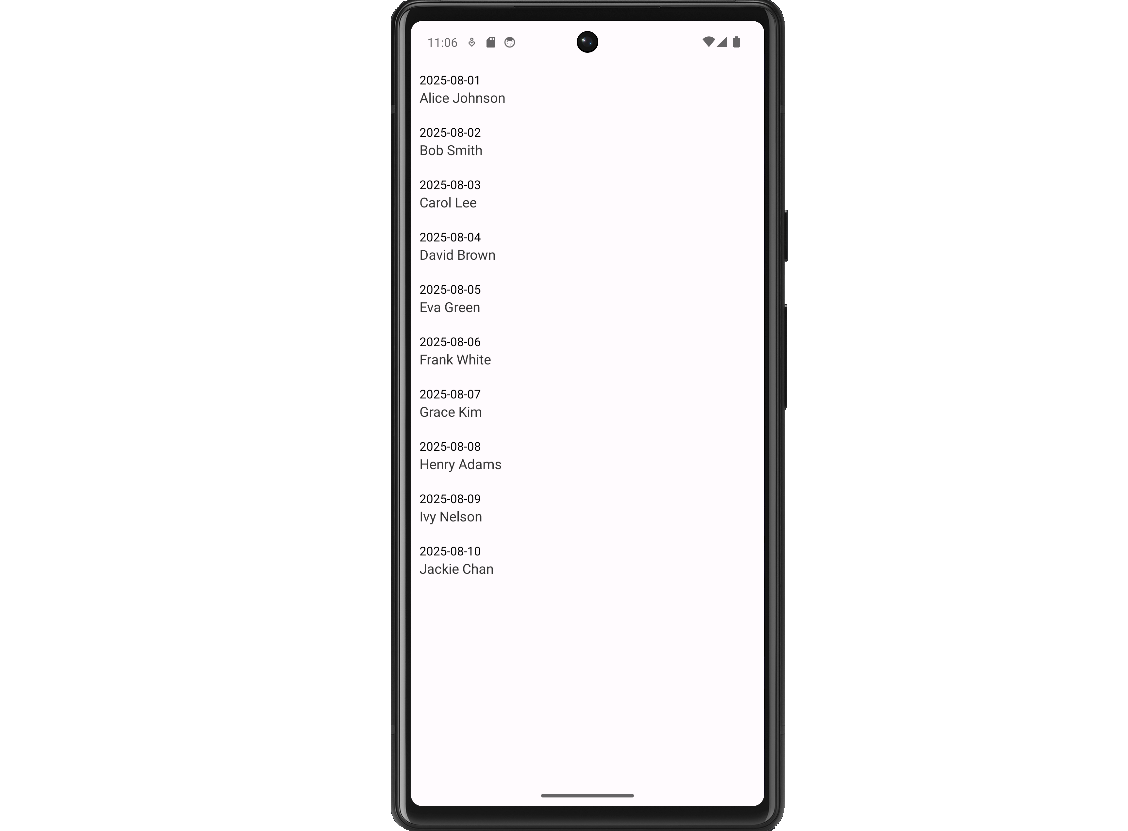 11:06
2025-08-01
Alice Johnson
2025-08-02
Bob Smith
2025-08-03
Carol Lee
2025-08-04
David Brown
2025-08-05
Eva Green
2025-08-06
Frank White
2025-08-07
Grace Kim
2025-08-08
Henry Adams
2025-08-09
Ivy Nelson
2025-08-10
Jackie Chan